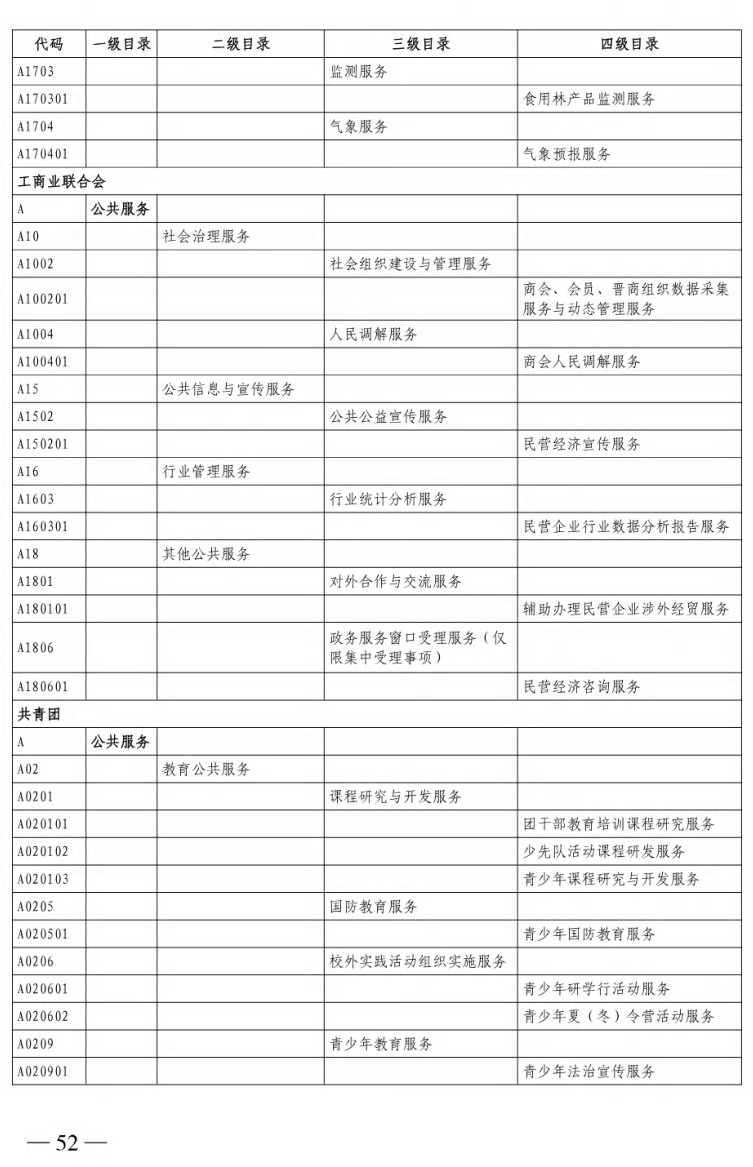 代码 一级目录 二级目录 三级目录 四级目录
A1703 监测服务
A170301 食用林产品监测服务
A1704 气象服务
A170401 气象预报服务
工商业联合会
A 公共服务
A10 社会治理服务
A1002 社会组织建设与管理服务
A100201 商会、会员、晋商组织数据采集
服务与动态管理服务
A1004 人民调解服务
A100401 商会人民调解服务
A15 公共信息与宣传服务
A1502 公共公益宣传服务
A150201 民营经济宣传服务
A16 行业管理服务
A1603 行业统计分析服务
A160301 民营企业行业数据分析报告服务
A18 其他公共服务
A1801 对外合作与交流服务
A180101 辅助办理民营企业涉外经贸服务
A1806 政务服务窗口受理服务（仅
限集中受理事项）
A180601 民营经济咨询服务
共青团
A 公共服务
A02 教育公共服务
A0201 课程研究与开发服务
A020101 团干部教育培训课程研究服务
A020102 少先队活动课程研发服务
A020103 青少年课程研究与开发服务
A0205 国防教育服务
A020501 青少年国防教育服务
A0206 校外实践活动组织实施服务
A020601 青少年研学行活动服务
A020602 青少年夏（冬）令营活动服务
A0209 青少年教育服务
A020901 青少年法治宣传服务
— 52 —